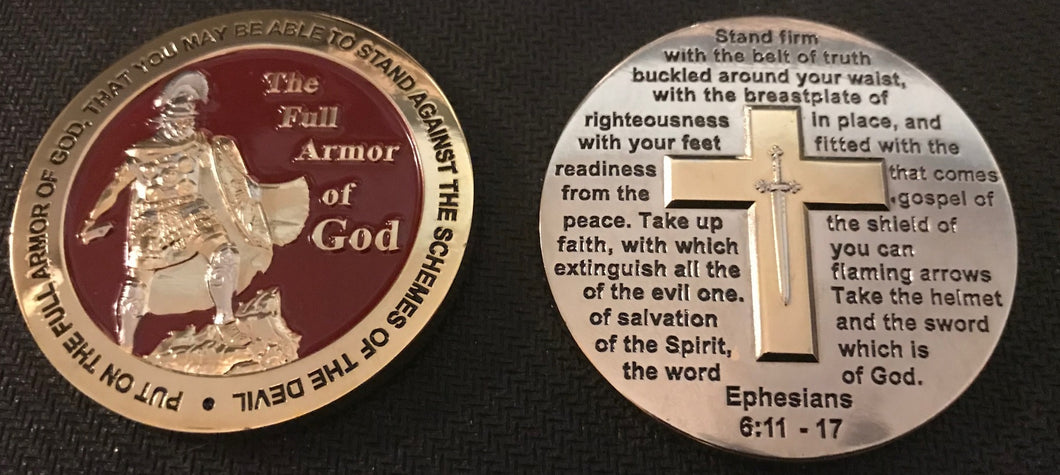 PUT ON THE FULL ARMOR OF GOD, THAT YOU MAY BE ABLE TO STAND AGAINST THE SCHEMES OF THE DEVIL •
The
Full
Armor
of
God
Stand firm
with the belt of truth
buckled around your waist,
with the breastplate of
righteousness in place, and
with your feet fitted with the
readiness that comes
from the gospel of
peace. Take up the shield of
faith, with which you can
extinguish all the flaming arrows
of the evil one. Take the helmet
of salvation and the sword
of the Spirit, which is
the word of God.
Ephesians
6:11 - 17